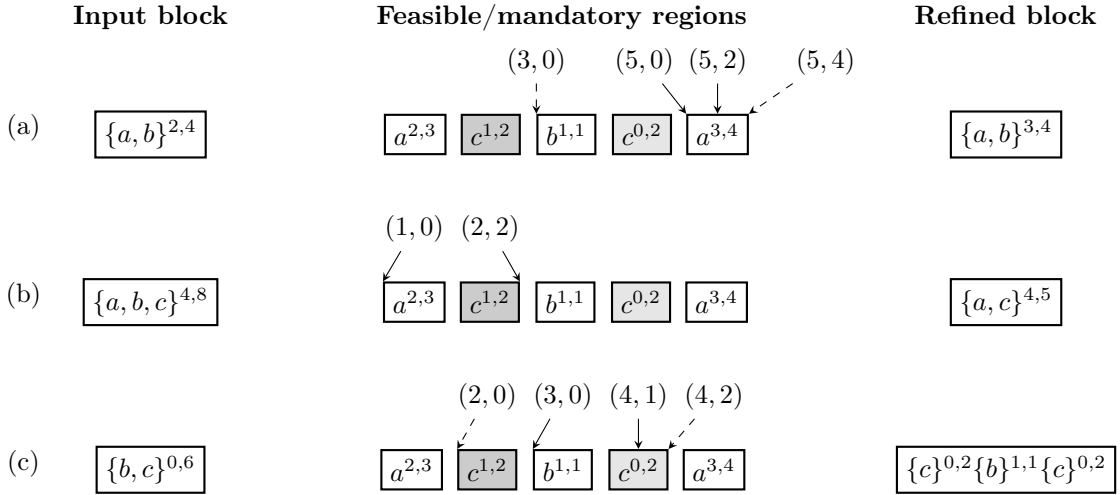 Input block Feasible/mandatory regions Refined block
(3, 0) (5, 0) (5, 2) (5, 4)
(a) {a, b}^{2,4} a^{2,3} c^{1,2} b^{1,1} c^{0,2} a^{3,4} {a, b}^{3,4}
(1, 0) (2, 2)
(b) {a, b, c}^{4,8} a^{2,3} c^{1,2} b^{1,1} c^{0,2} a^{3,4} {a, c}^{4,5}
(2, 0) (3, 0) (4, 1) (4, 2)
(c) {b, c}^{0,6} a^{2,3} c^{1,2} b^{1,1} c^{0,2} a^{3,4} {c}^{0,2}{b}^{1,1}{c}^{0,2}